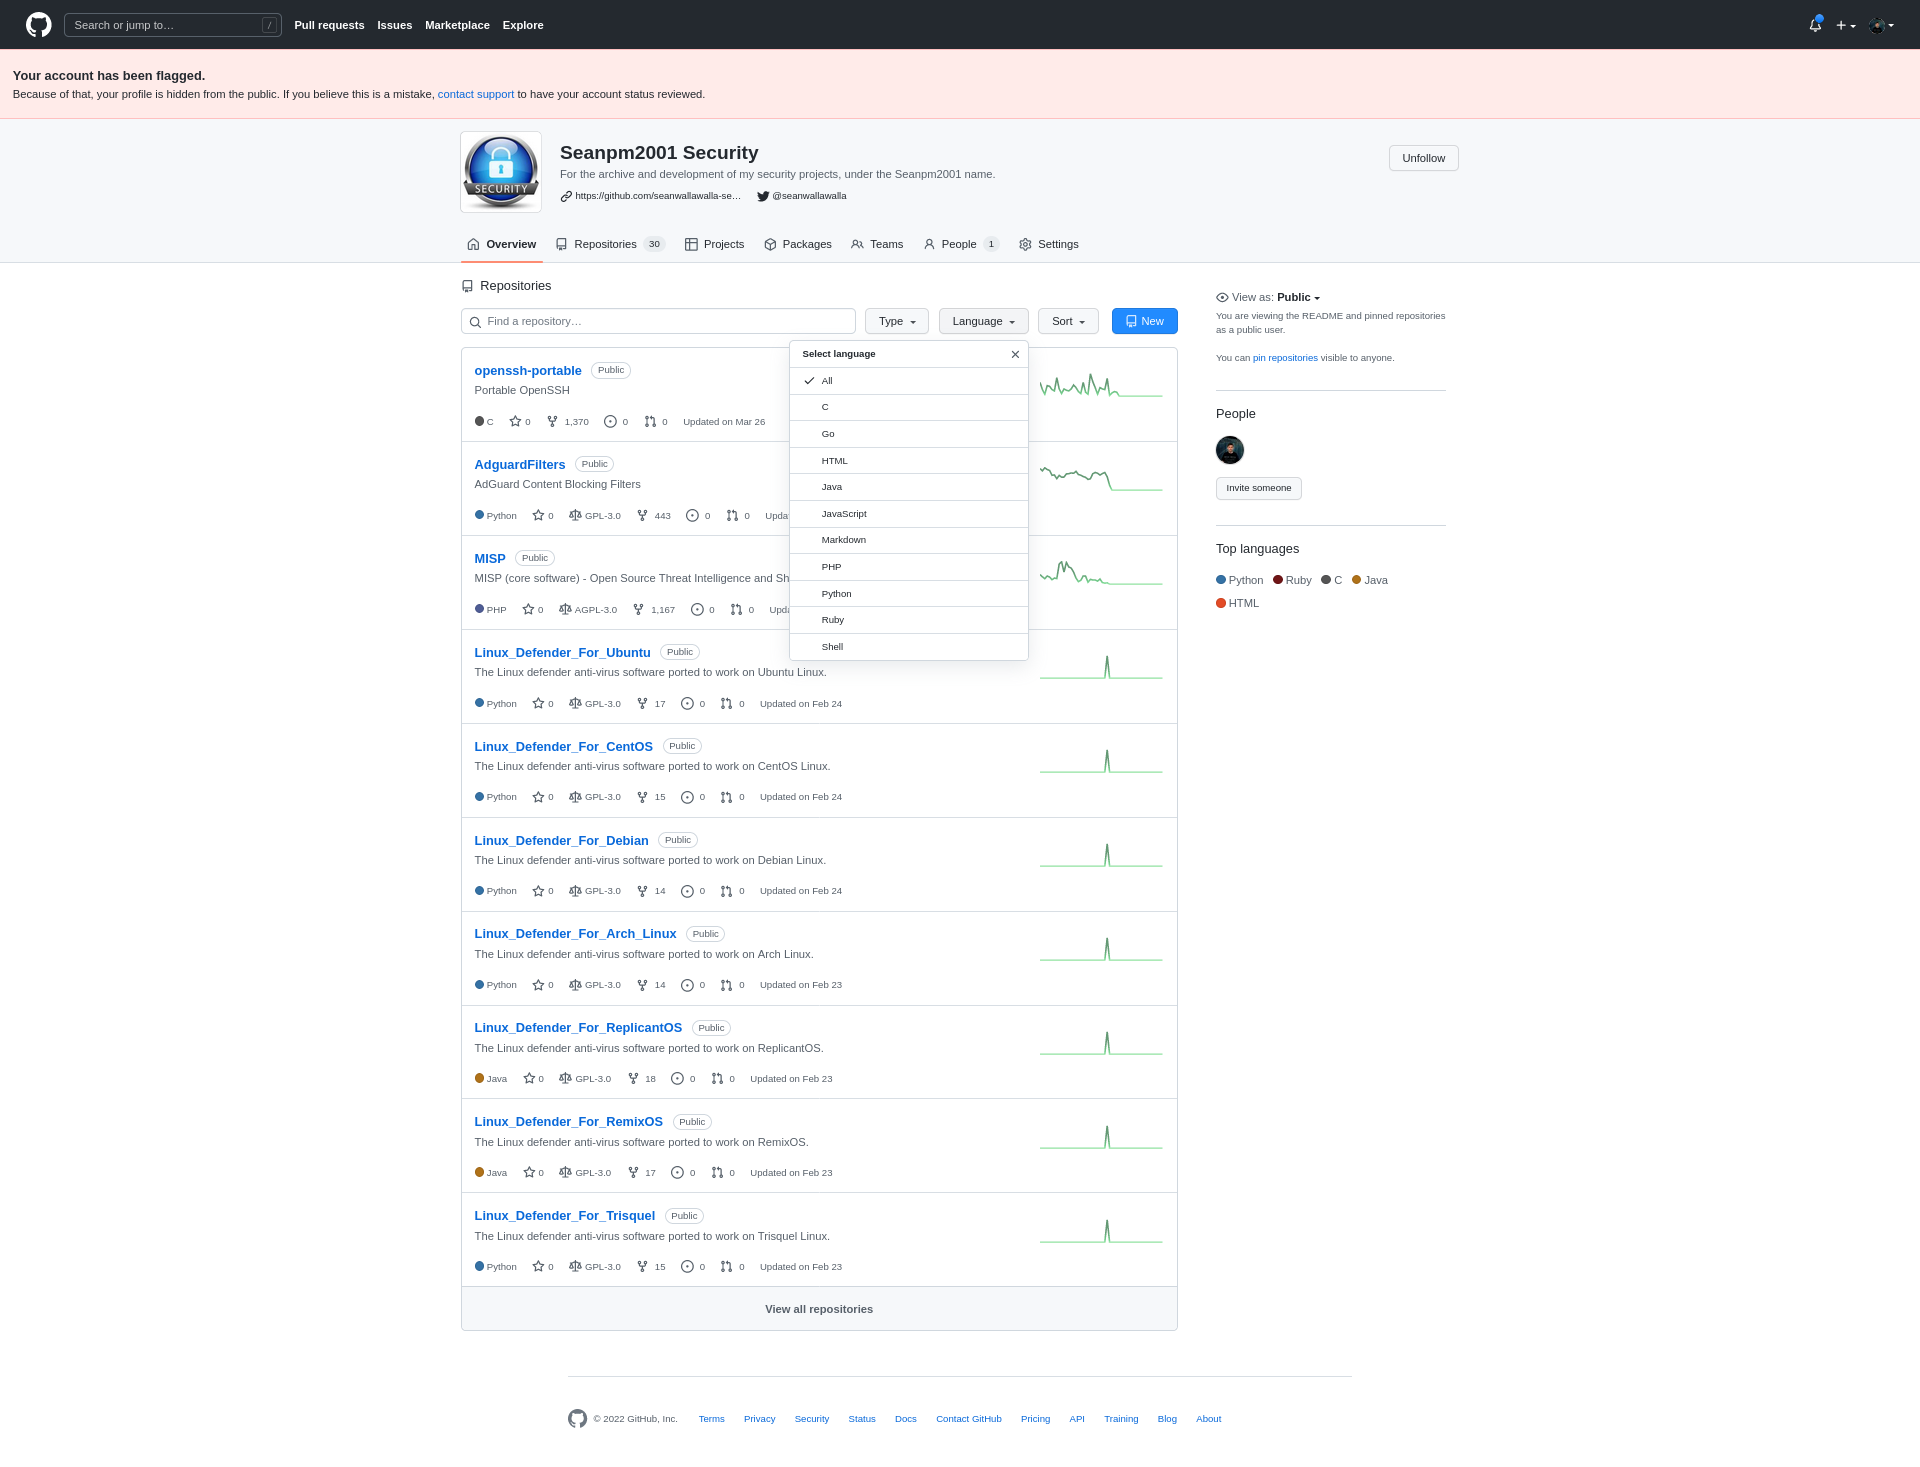 Search or jump to… /
Pull requests Issues Marketplace Explore
Your account has been flagged.
Because of that, your profile is hidden from the public. If you believe this is a mistake, contact support to have your account status reviewed.
SECURITY
Seanpm2001 Security
Unfollow
For the archive and development of my security projects, under the Seanpm2001 name.
https://github.com/seanwallawalla-se… @seanwallawalla
Overview Repositories 30 Projects Packages Teams People 1 Settings
Repositories
Find a repository… Type Language Sort New
Select language
All
C
Go
HTML
Java
JavaScript
Markdown
PHP
Python
Ruby
Shell
openssh-portable Public
Portable OpenSSH
C 0 1,370 0 0 Updated on Mar 26
AdguardFilters Public
AdGuard Content Blocking Filters
Python 0 GPL-3.0 443 0 0 Upda
MISP Public
MISP (core software) - Open Source Threat Intelligence and Sh
PHP 0 AGPL-3.0 1,167 0 0 Upda
Linux_Defender_For_Ubuntu Public
The Linux defender anti-virus software ported to work on Ubuntu Linux.
Python 0 GPL-3.0 17 0 0 Updated on Feb 24
Linux_Defender_For_CentOS Public
The Linux defender anti-virus software ported to work on CentOS Linux.
Python 0 GPL-3.0 15 0 0 Updated on Feb 24
Linux_Defender_For_Debian Public
The Linux defender anti-virus software ported to work on Debian Linux.
Python 0 GPL-3.0 14 0 0 Updated on Feb 24
Linux_Defender_For_Arch_Linux Public
The Linux defender anti-virus software ported to work on Arch Linux.
Python 0 GPL-3.0 14 0 0 Updated on Feb 23
Linux_Defender_For_ReplicantOS Public
The Linux defender anti-virus software ported to work on ReplicantOS.
Java 0 GPL-3.0 18 0 0 Updated on Feb 23
Linux_Defender_For_RemixOS Public
The Linux defender anti-virus software ported to work on RemixOS.
Java 0 GPL-3.0 17 0 0 Updated on Feb 23
Linux_Defender_For_Trisquel Public
The Linux defender anti-virus software ported to work on Trisquel Linux.
Python 0 GPL-3.0 15 0 0 Updated on Feb 23
View all repositories
View as: Public
You are viewing the README and pinned repositories
as a public user.
You can pin repositories visible to anyone.
People
Invite someone
Top languages
Python Ruby C Java
HTML
© 2022 GitHub, Inc. Terms Privacy Security Status Docs Contact GitHub Pricing API Training Blog About